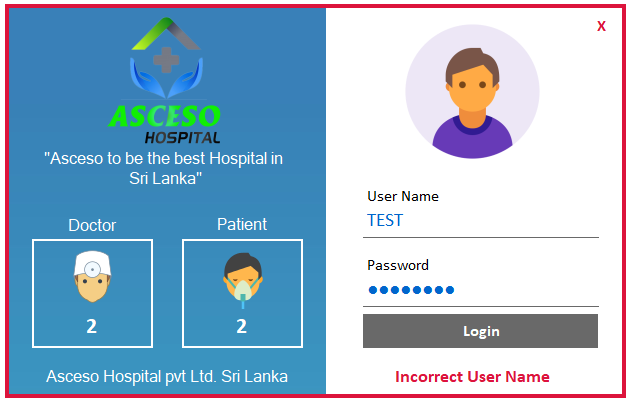 ASCESO
HOSPITAL
"Asceso to be the best Hospital in
Sri Lanka"
Doctor
Patient
2
2
Asceso Hospital pvt Ltd. Sri Lanka
X
User Name
TEST
Password
●●●●●●●●
Login
Incorrect User Name